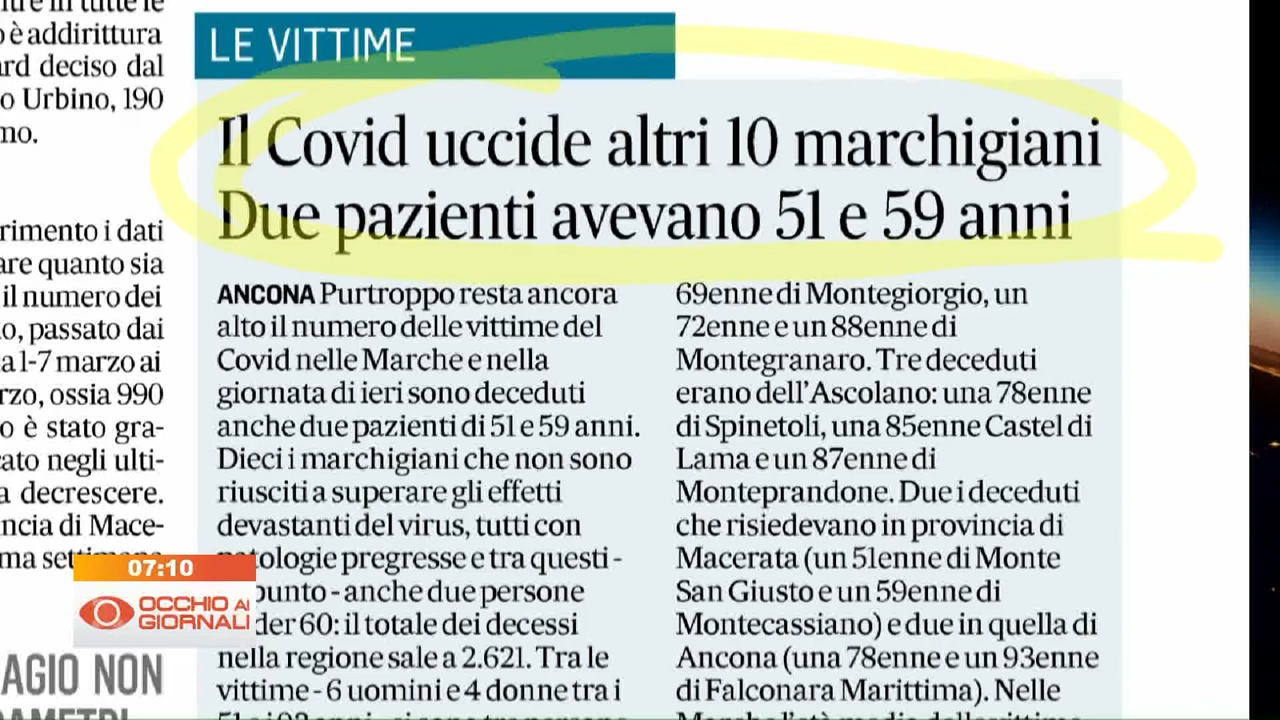 è addirittura
deciso dal
Urbino, 190
rimento i dati
quanto sia
il numero dei
passato dai
1-7 marzo ai
ossia 990
è stato gra-
negli ulti-
decrescere.
di Mace-
AGIO NON
LE VITTIME
Il Covid uccide altri 10 marchigiani
Due pazienti avevano 51 e 59 anni
ANCONA Purtroppo resta ancora
alto il numero delle vittime del
Covid nelle Marche e nella
giornata di ieri sono deceduti
anche due pazienti di 51 e 59 anni.
Dieci i marchigiani che non sono
riusciti a superare gli effetti
devastanti del virus, tutti con
pregresse e tra questi -
punto - anche due persone
der 60: il totale dei decessi
nella regione sale a 2.621. Tra le
vittime - 6 uomini e 4 donne tra i
69enne di Montegiorgio, un
72enne e un 88enne di
Montegranaro. Tre deceduti
erano dell'Ascolano: una 78enne
di Spinetoli, una 85enne Castel di
Lama e un 87enne di
Monteprandone. Due i deceduti
che risiedevano in provincia di
Macerata (un 51enne di Monte
San Giusto e un 59enne di
Montecassiano) e due in quella di
Ancona (una 78enne e un 93enne
di Falconara Marittima). Nelle
07:10
OCCHIO AI
GIORNALI